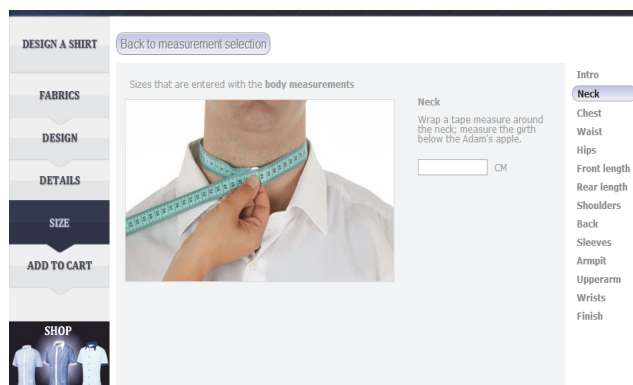 DESIGN A SHIRT
FABRICS
DESIGN
DETAILS
SIZE
ADD TO CART
SHOP
Back to measurement selection
Sizes that are entered with the body measurements
Neck
Wrap a tape measure around
the neck; measure the girth
below the Adam's apple.
CM
Intro
Neck
Chest
Waist
Hips
Front length
Rear length
Shoulders
Back
Sleeves
Armpit
Upperarm
Wrists
Finish